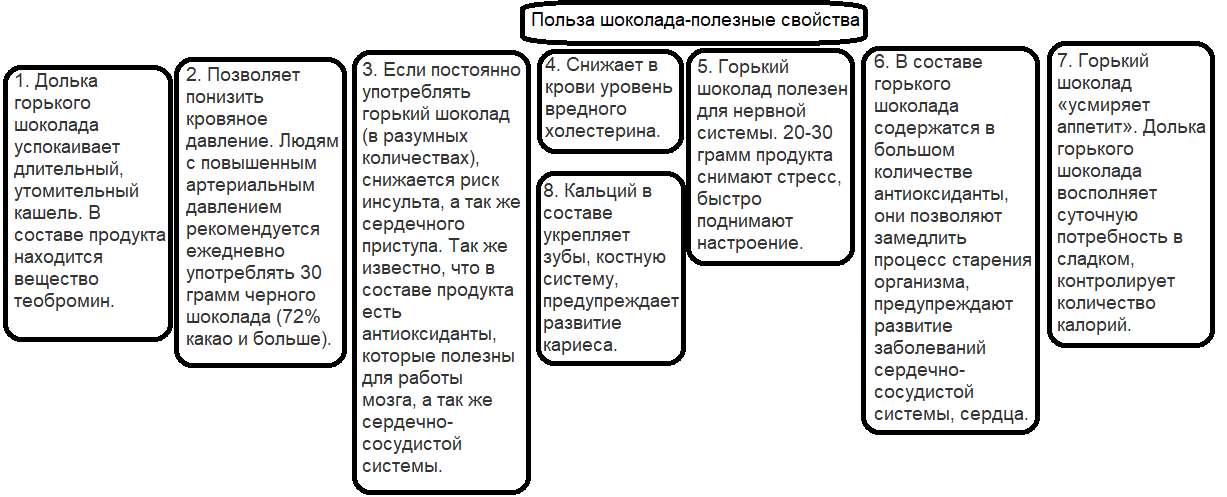 Польза шоколада-полезные свойства
1. Долька
горького
шоколада
успокаивает
длительный,
утомительный
кашель. В
составе продукта
находится
вещество
теобромин.
2. Позволяет
понизить
кровяное
давление. Людям
с повышенным
артериальным
давлением
рекомендуется
ежедневно
употреблять 30
грамм черного
шоколада (72%
какао и больше).
3. Если постоянно
употреблять
горький шоколад
(в разумных
количествах),
снижается риск
инсульта, а так же
сердечного
приступа. Так же
известно, что в
составе продукта
есть
антиоксиданты,
которые полезны
для работы
мозга, а так же
сердечно-
сосудистой
системы.
4. Снижает в
крови уровень
вредного
холестерина.
5. Горький
шоколад полезен
для нервной
системы. 20-30
грамм продукта
снимают стресс,
быстро
поднимают
настроение.
6. В составе
горького
шоколада
содержатся в
большом
количестве
антиоксиданты,
они позволяют
замедлить
процесс старения
организма,
предупреждают
развитие
заболеваний
сердечно-
сосудистой
системы, сердца.
7. Горький
шоколад
«усмиряет
аппетит». Долька
горького
шоколада
восполняет
суточную
потребность в
сладком,
контролирует
количество
калорий.
8. Кальций в
составе
укрепляет
зубы, костную
систему,
предупреждает
развитие
кариеса.